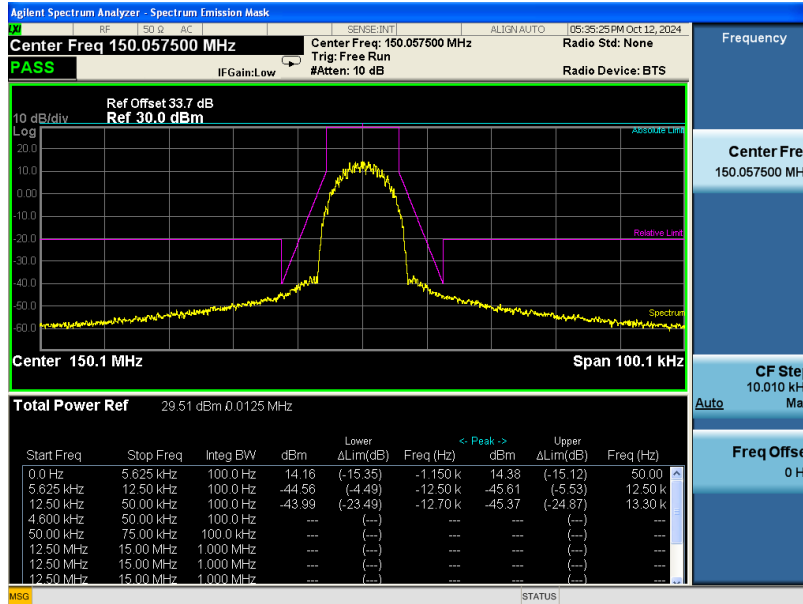 Agilent Spectrum Analyzer - Spectrum Emission Mask
LXI RF 50 Ω AC SENSE:INT ALIGN AUTO 05:35:25 PM Oct 12, 2024
Center Freq 150.057500 MHz Center Freq: 150.057500 MHz Radio Std: None
Trig: Free Run
PASS IFGain:Low #Atten: 10 dB Radio Device: BTS
Ref Offset 33.7 dB
10 dB/div Ref 30.0 dBm
Log
Absolute Limit
20.0
10.0
0.00
-10.0
-20.0
Relative Limit
-30.0
-40.0
-50.0
Spectrum
-60.0
Center 150.1 MHz Span 100.1 kHz
Total Power Ref 29.51 dBm /0.0125 MHz
Lower <- Peak -> Upper
Start Freq Stop Freq Integ BW dBm ΔLim(dB) Freq (Hz) dBm ΔLim(dB) Freq (Hz)
0.0 Hz 5.625 kHz 100.0 Hz 14.16 (-15.35) -1.150 k 14.38 (-15.12) 50.00
5.625 kHz 12.50 kHz 100.0 Hz -44.56 (-4.49) -12.50 k -45.61 (-5.53) 12.50 k
12.50 kHz 50.00 kHz 100.0 Hz -43.99 (-23.49) -12.70 k -45.37 (-24.87) 13.30 k
4.600 kHz 50.00 kHz 100.0 Hz --- (---) --- --- (---) ---
50.00 kHz 75.00 kHz 100.0 kHz --- (---) --- --- (---) ---
12.50 MHz 15.00 MHz 1.000 MHz --- (---) --- --- (---) ---
12.50 MHz 15.00 MHz 1.000 MHz --- (---) --- --- (---) ---
12.50 MHz 15.00 MHz 1.000 MHz --- (---) --- --- (---) ---
MSG STATUS
Frequency
Center Fre
150.057500 MH
CF Ste
10.010 kH
Auto Ma
Freq Offse
0 H